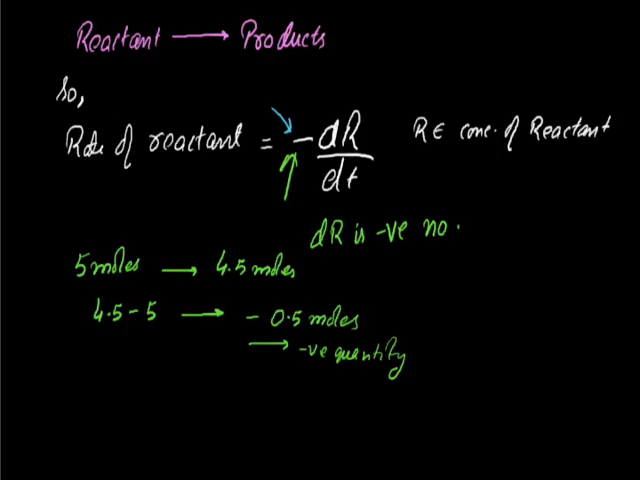 Reactant → Products
So,
Rate of reactant = - dR/dt R ∈ conc. of Reactant
dR is -ve no.
5 moles → 4.5 moles
4.5 - 5 → - 0.5 moles
→ -ve quantity